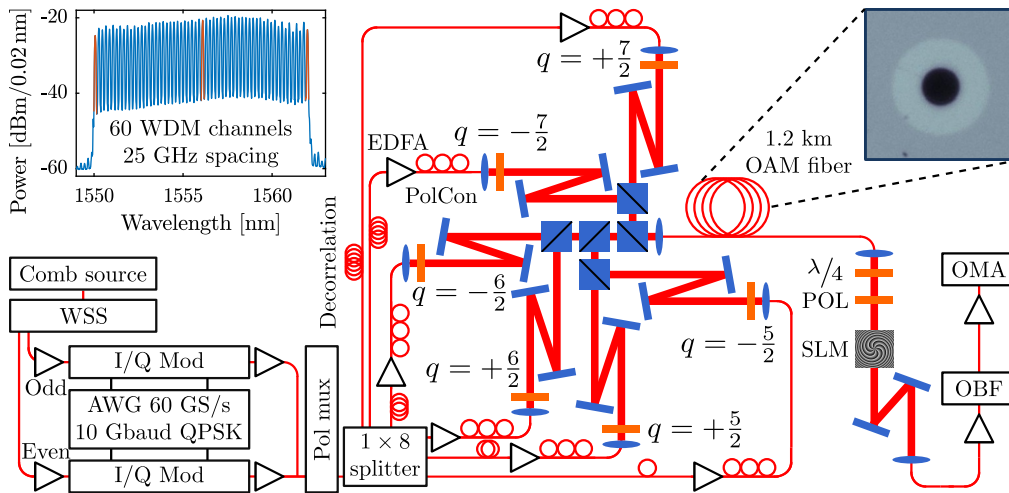 Power [dBm/0.02 nm]
-20
-40
-60
60 WDM channels
25 GHz spacing
1550
1555
1560
Wavelength [nm]
EDFA
PolCon
Decorrelation
q = +7/2
q = −7/2
q = −6/2
q = +6/2
q = −5/2
q = +5/2
1.2 km
OAM fiber
λ/4
POL
SLM
OMA
OBF
Comb source
WSS
I/Q Mod
Odd
AWG 60 GS/s
10 Gbaud QPSK
Even
I/Q Mod
Pol mux
1 × 8
splitter